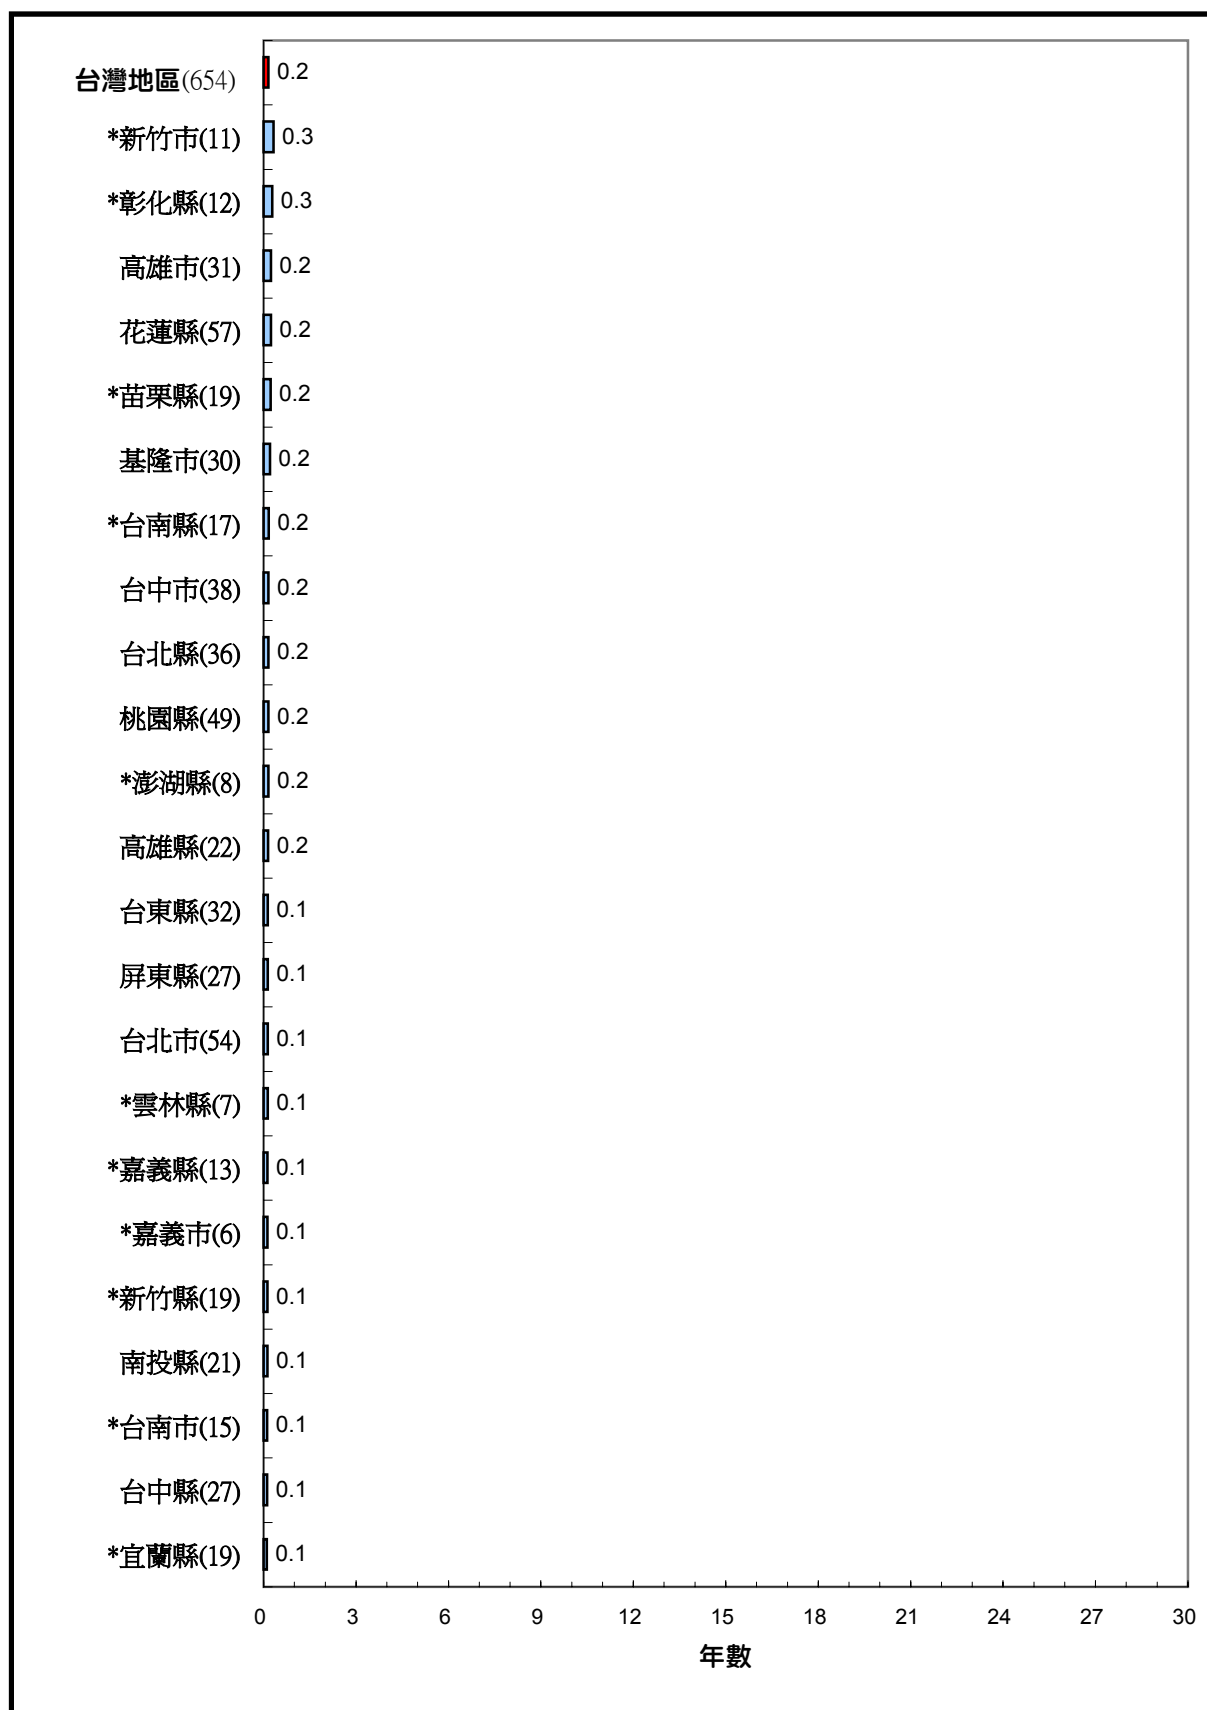 台灣地區(654) 0.2
*新竹市(11) 0.3
*彰化縣(12) 0.3
高雄市(31) 0.2
花蓮縣(57) 0.2
*苗栗縣(19) 0.2
基隆市(30) 0.2
*台南縣(17) 0.2
台中市(38) 0.2
台北縣(36) 0.2
桃園縣(49) 0.2
*澎湖縣(8) 0.2
高雄縣(22) 0.2
台東縣(32) 0.1
屏東縣(27) 0.1
台北市(54) 0.1
*雲林縣(7) 0.1
*嘉義縣(13) 0.1
*嘉義市(6) 0.1
*新竹縣(19) 0.1
南投縣(21) 0.1
*台南市(15) 0.1
台中縣(27) 0.1
*宜蘭縣(19) 0.1
0 3 6 9 12 15 18 21 24 27 30
年數